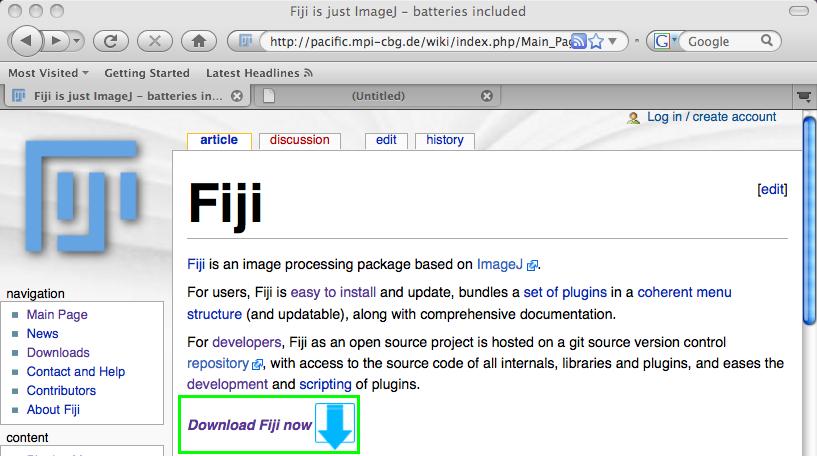 Fiji is just ImageJ – batteries included
http://pacific.mpi-cbg.de/wiki/index.php/Main_Pag
Google
Most Visited
Getting Started
Latest Headlines
Fiji is just ImageJ – batteries in...
(Untitled)
Log in / create account
article
discussion
edit
history
Fiji
[edit]
Fiji is an image processing package based on ImageJ.
For users, Fiji is easy to install and update, bundles a set of plugins in a coherent menu
structure (and updatable), along with comprehensive documentation.
For developers, Fiji as an open source project is hosted on a git source version control
repository, with access to the source code of all internals, libraries and plugins, and eases the
development and scripting of plugins.
Download Fiji now
navigation
Main Page
News
Downloads
Contact and Help
Contributors
About Fiji
content